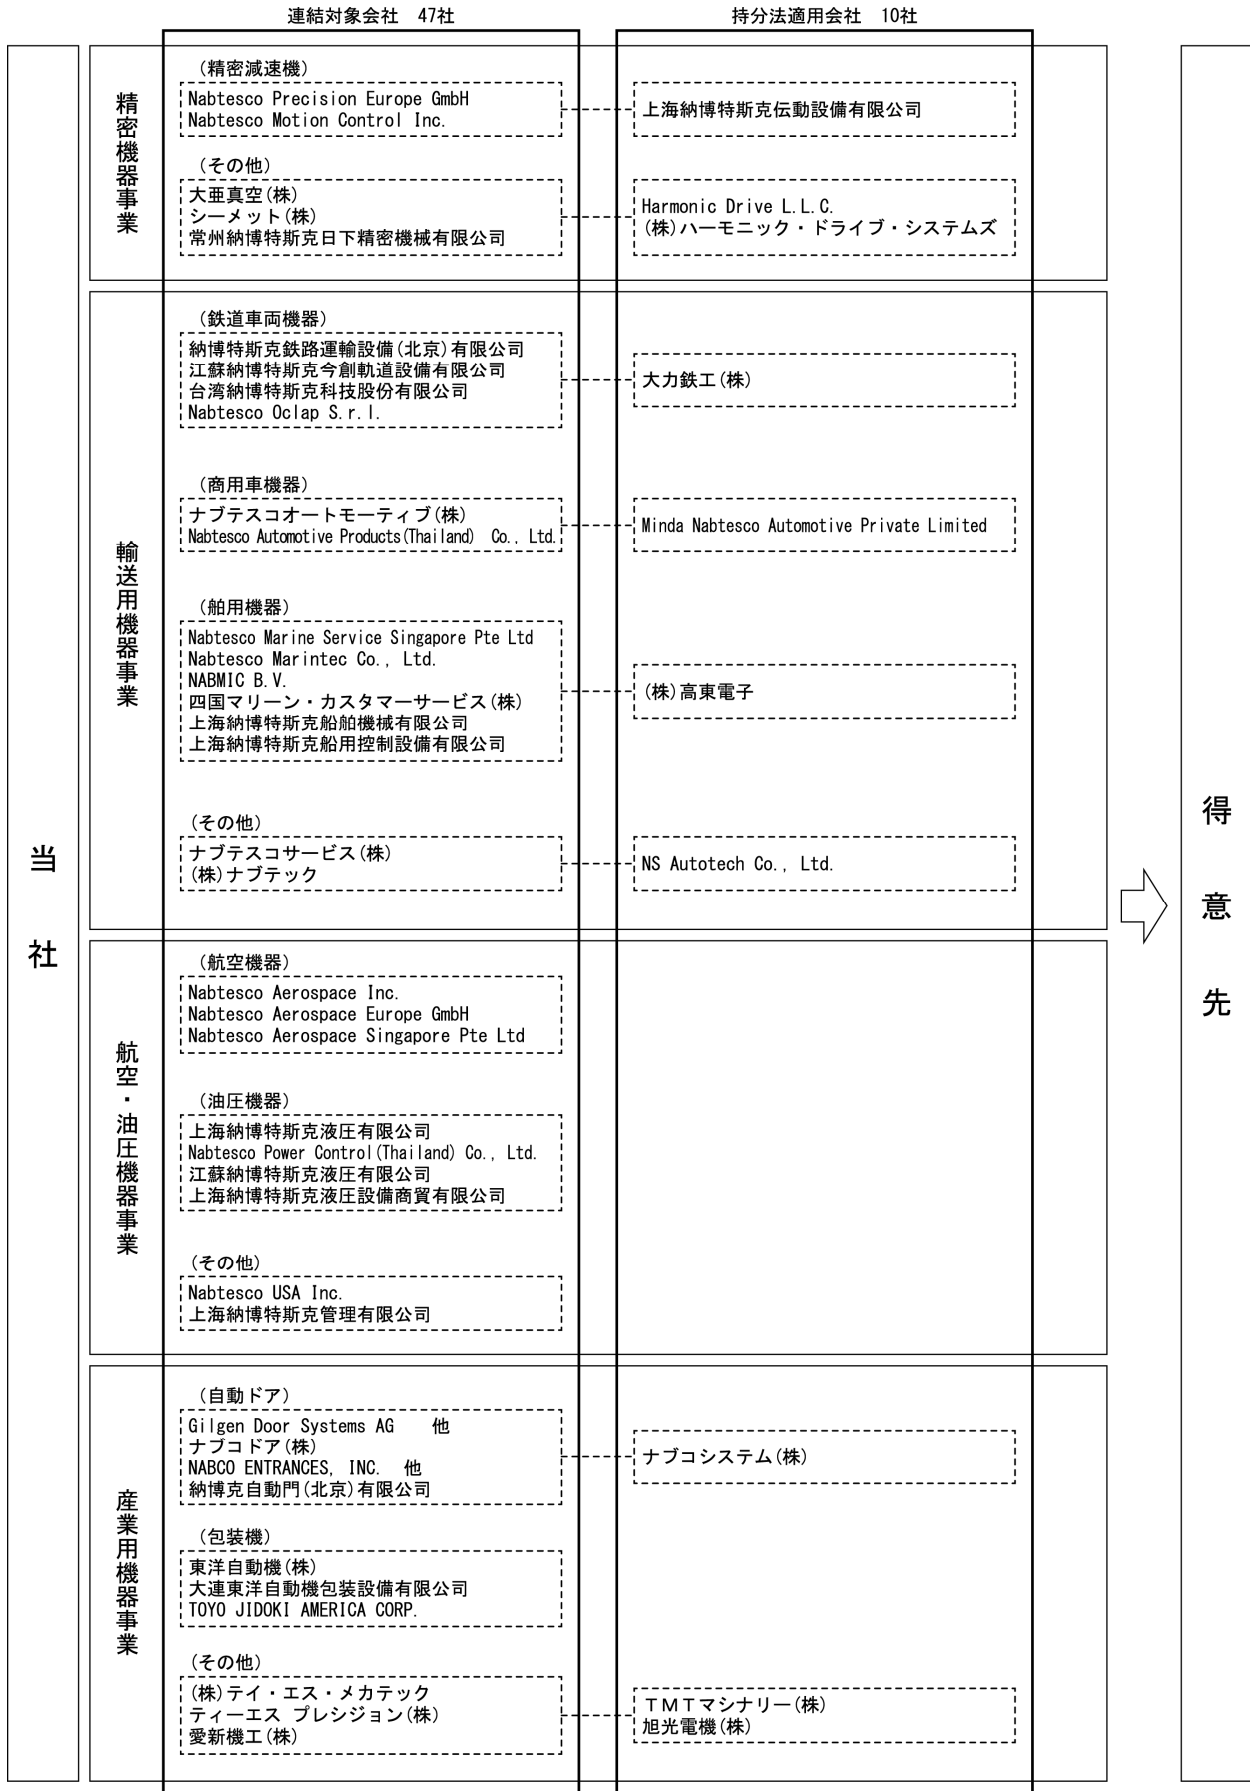 連結対象会社 47社
持分法適用会社 10社
当社
精密機器事業
（精密減速機）
Nabtesco Precision Europe GmbH
Nabtesco Motion Control Inc.
上海納博特斯克伝動設備有限公司
（その他）
大亜真空(株)
シーメット(株)
常州納博特斯克日下精密機械有限公司
Harmonic Drive L.L.C.
(株)ハーモニック・ドライブ・システムズ
輸送用機器事業
（鉄道車両機器）
納博特斯克鉄路運輸設備(北京)有限公司
江蘇納博特斯克今創軌道設備有限公司
台湾納博特斯克科技股份有限公司
Nabtesco Oclap S.r.l.
大力鉄工(株)
（商用車機器）
ナブテスコオートモーティブ(株)
Nabtesco Automotive Products(Thailand) Co., Ltd.
Minda Nabtesco Automotive Private Limited
（舶用機器）
Nabtesco Marine Service Singapore Pte Ltd
Nabtesco Marintec Co., Ltd.
NABMIC B.V.
四国マリーン・カスタマーサービス(株)
上海納博特斯克船舶機械有限公司
上海納博特斯克船用控制設備有限公司
(株)高東電子
（その他）
ナブテスコサービス(株)
(株)ナブテック
NS Autotech Co., Ltd.
航空・油圧機器事業
（航空機器）
Nabtesco Aerospace Inc.
Nabtesco Aerospace Europe GmbH
Nabtesco Aerospace Singapore Pte Ltd
（油圧機器）
上海納博特斯克液圧有限公司
Nabtesco Power Control(Thailand) Co., Ltd.
江蘇納博特斯克液圧有限公司
上海納博特斯克液圧設備商貿有限公司
（その他）
Nabtesco USA Inc.
上海納博特斯克管理有限公司
産業用機器事業
（自動ドア）
Gilgen Door Systems AG 他
ナブコドア(株)
NABCO ENTRANCES, INC. 他
納博克自動門(北京)有限公司
ナブコシステム(株)
（包装機）
東洋自動機(株)
大連東洋自動機包装設備有限公司
TOYO JIDOKI AMERICA CORP.
（その他）
(株)テイ・エス・メカテック
ティーエス プレシジョン(株)
愛新機工(株)
ＴＭＴマシナリー(株)
旭光電機(株)
得意先